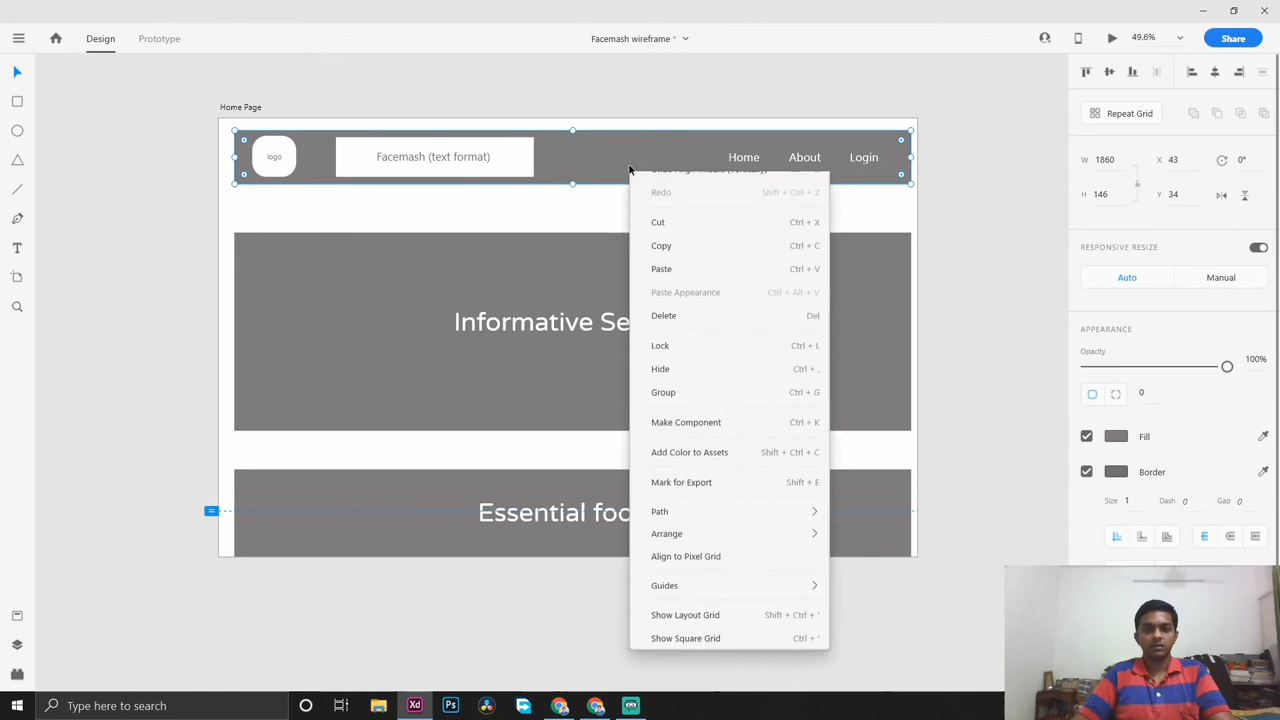 Design
Prototype
Facemash wireframe *
49.6%
Share
Home Page
logo
Facemash (text format)
Home
About
Login
Redo
Shift + Ctrl + Z
Cut
Ctrl + X
Copy
Ctrl + C
Paste
Ctrl + V
Paste Appearance
Ctrl + Alt + V
Delete
Del
Lock
Ctrl + L
Hide
Ctrl + ,
Group
Ctrl + G
Make Component
Ctrl + K
Add Color to Assets
Shift + Ctrl + C
Mark for Export
Shift + E
Path
Arrange
Align to Pixel Grid
Guides
Show Layout Grid
Shift + Ctrl + '
Show Square Grid
Ctrl + '
Informative Se
Essential foo
Repeat Grid
W 1860
X 43
0°
H 146
Y 34
RESPONSIVE RESIZE
Auto
Manual
APPEARANCE
Opacity
100%
0
Fill
Border
Size 1
Dash 0
Gap 0
Type here to search
Xd
Ps